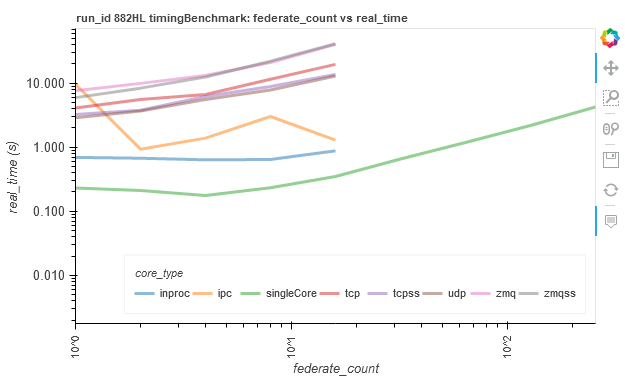 run_id 882HL timingBenchmark: federate_count vs real_time
real_time (s)
10.000
1.000
0.100
0.010
core_type
inproc ipc singleCore tcp tcpss udp zmq zmqss
10^0 10^1 10^2
federate_count